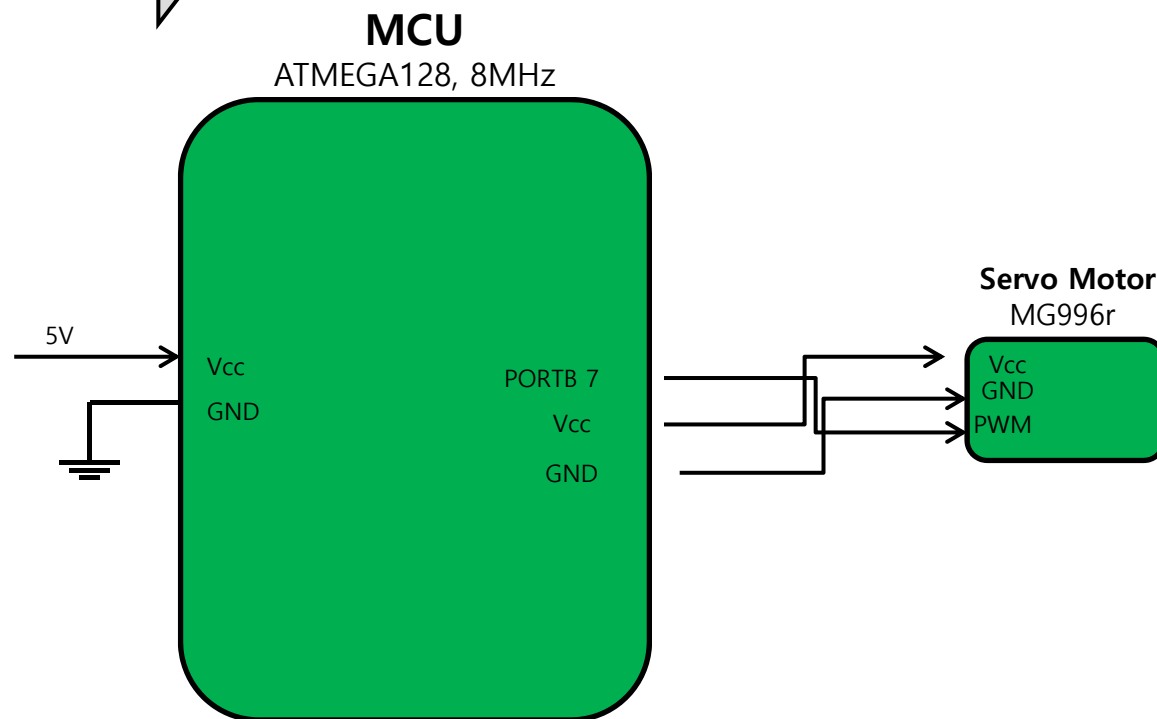 MCU
ATMEGA128, 8MHz
5V
Vcc
GND
PORTB 7
Vcc
GND
Servo Motor
MG996r
Vcc
GND
PWM